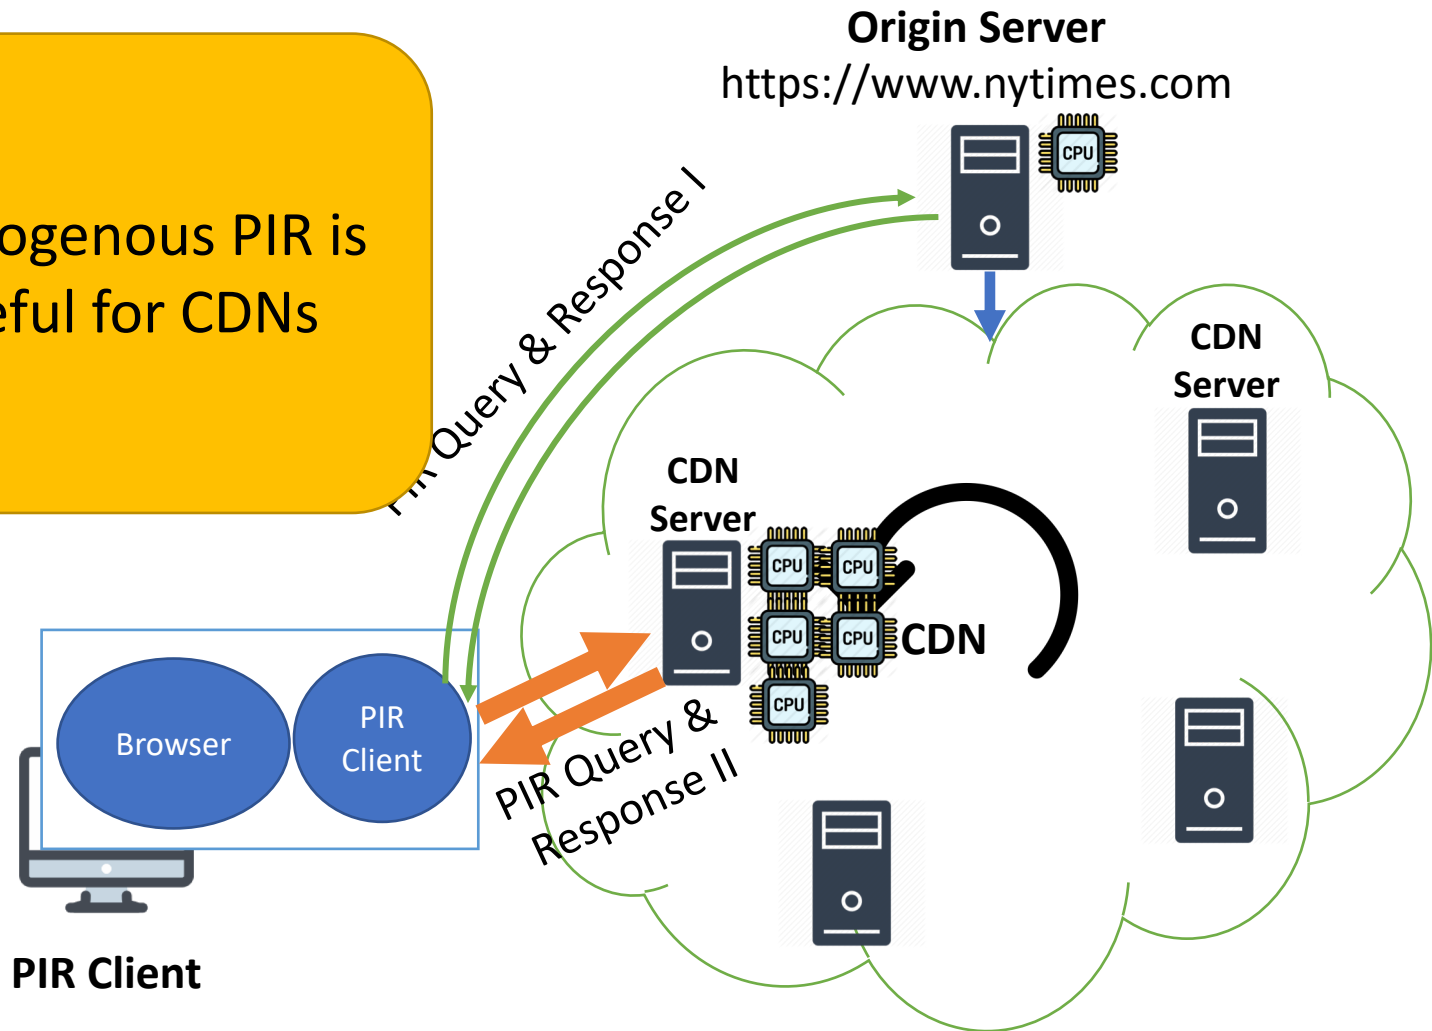 Origin Server
https://www.nytimes.com
CPU
ogenous PIR is
eful for CDNs
PIR Query & Response I
CDN
Server
CDN
Server
CPU
CPU
CPU
CPU
CDN
CPU
Browser
PIR
Client
PIR Query &
Response II
PIR Client